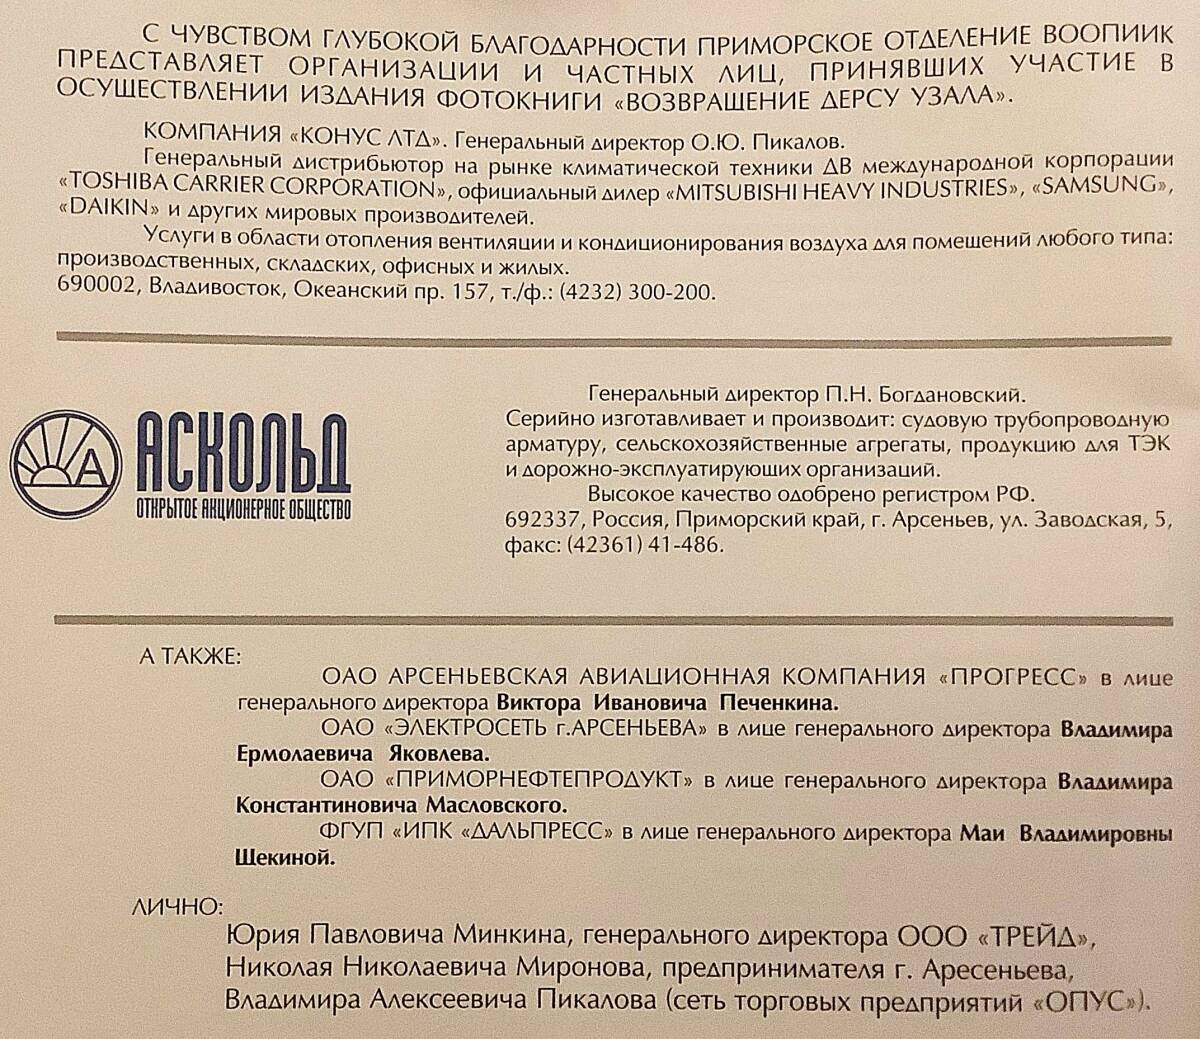 С ЧУВСТВОМ ГЛУБОКОЙ БЛАГОДАРНОСТИ ПРИМОРСКОЕ ОТДЕЛЕНИЕ ВООПИИК
ПРЕДСТАВЛЯЕТ ОРГАНИЗАЦИИ И ЧАСТНЫХ ЛИЦ, ПРИНЯВШИХ УЧАСТИЕ В
ОСУЩЕСТВЛЕНИИ ИЗДАНИЯ ФОТОКНИГИ «ВОЗВРАЩЕНИЕ ДЕРСУ УЗАЛА».
КОМПАНИЯ «КОНУС ЛТД». Генеральный директор О.Ю. Пикалов.
Генеральный дистрибьютор на рынке климатической техники ДВ международной корпорации
«TOSHIBA CARRIER CORPORATION», официальный дилер «MITSUBISHI HEAVY INDUSTRIES», «SAMSUNG»,
«DAIKIN» и других мировых производителей.
Услуги в области отопления вентиляции и кондиционирования воздуха для помещений любого типа:
производственных, складских, офисных и жилых.
690002, Владивосток, Океанский пр. 157, т./ф.: (4232) 300-200.
А АСКОЛЬД
ОТКРЫТОЕ АКЦИОНЕРНОЕ ОБЩЕСТВО
Генеральный директор П.Н. Богдановский.
Серийно изготавливает и производит: судовую трубопроводную
арматуру, сельскохозяйственные агрегаты, продукцию для ТЭК
и дорожно-эксплуатирующих организаций.
Высокое качество одобрено регистром РФ.
692337, Россия, Приморский край, г. Арсеньев, ул. Заводская, 5,
факс: (42361) 41-486.
А ТАКЖЕ:
ОАО АРСЕНЬЕВСКАЯ АВИАЦИОННАЯ КОМПАНИЯ «ПРОГРЕСС» в лице
генерального директора Виктора Ивановича Печенкина.
ОАО «ЭЛЕКТРОСЕТЬ г.АРСЕНЬЕВА» в лице генерального директора Владимира
Ермолаевича Яковлева.
ОАО «ПРИМОРНЕФТЕПРОДУКТ» в лице генерального директора Владимира
Константиновича Масловского.
ФГУП «ИПК «ДАЛЬПРЕСС» в лице генерального директора Маи Владимировны
Щекиной.
ЛИЧНО:
Юрия Павловича Минкина, генерального директора ООО «ТРЕЙД»,
Николая Николаевича Миронова, предпринимателя г. Аресеньева,
Владимира Алексеевича Пикалова (сеть торговых предприятий «ОПУС»).